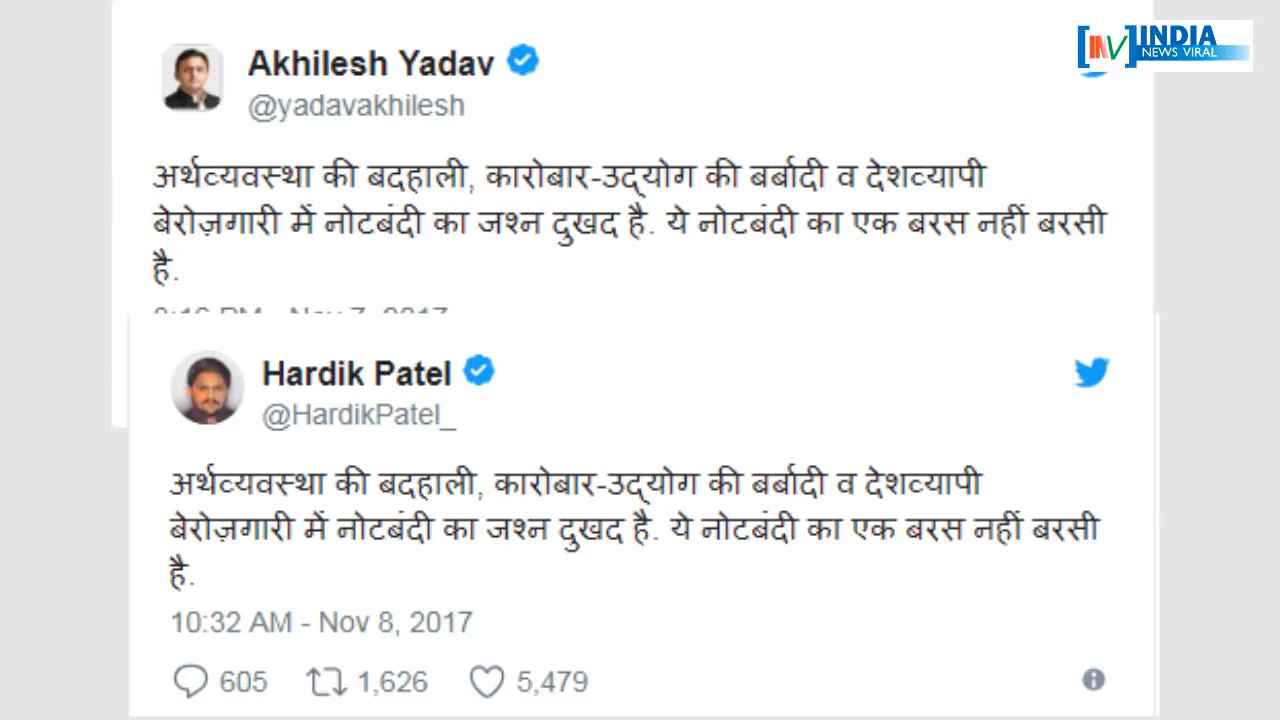 INDIA
NEWS VIRAL
Akhilesh Yadav
@yadavakhilesh
अर्थव्यवस्था की बदहाली, कारोबार-उद्योग की बर्बादी व देशव्यापी
बेरोज़गारी में नोटबंदी का जश्न दुखद है. ये नोटबंदी का एक बरस नहीं बरसी
है.
Hardik Patel
@HardikPatel_
अर्थव्यवस्था की बदहाली, कारोबार-उद्योग की बर्बादी व देशव्यापी
बेरोज़गारी में नोटबंदी का जश्न दुखद है. ये नोटबंदी का एक बरस नहीं बरसी
है.
10:32 AM - Nov 8, 2017
605 1,626 5,479